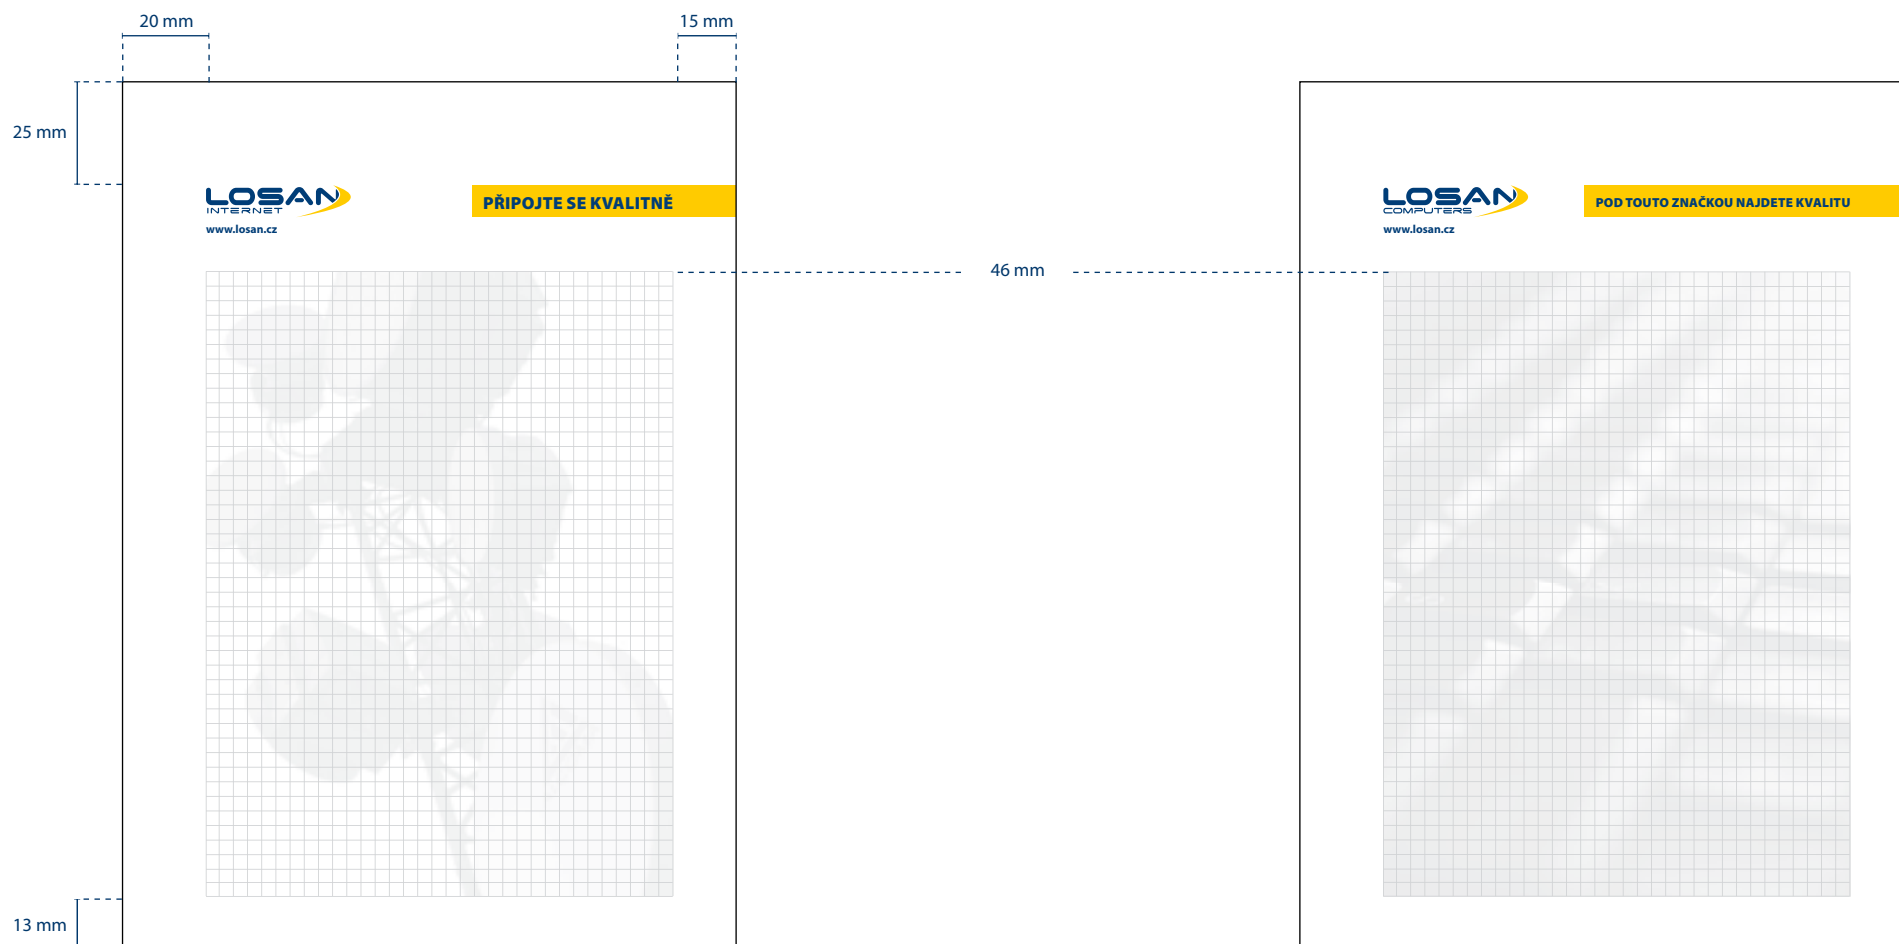 20 mm
15 mm
25 mm
LOSAN
INTERNET
www.losan.cz
PŘIPOJTE SE KVALITNĚ
LOSAN
COMPUTERS
www.losan.cz
POD TOUTO ZNAČKOU NAJDETE KVALITU
46 mm
13 mm